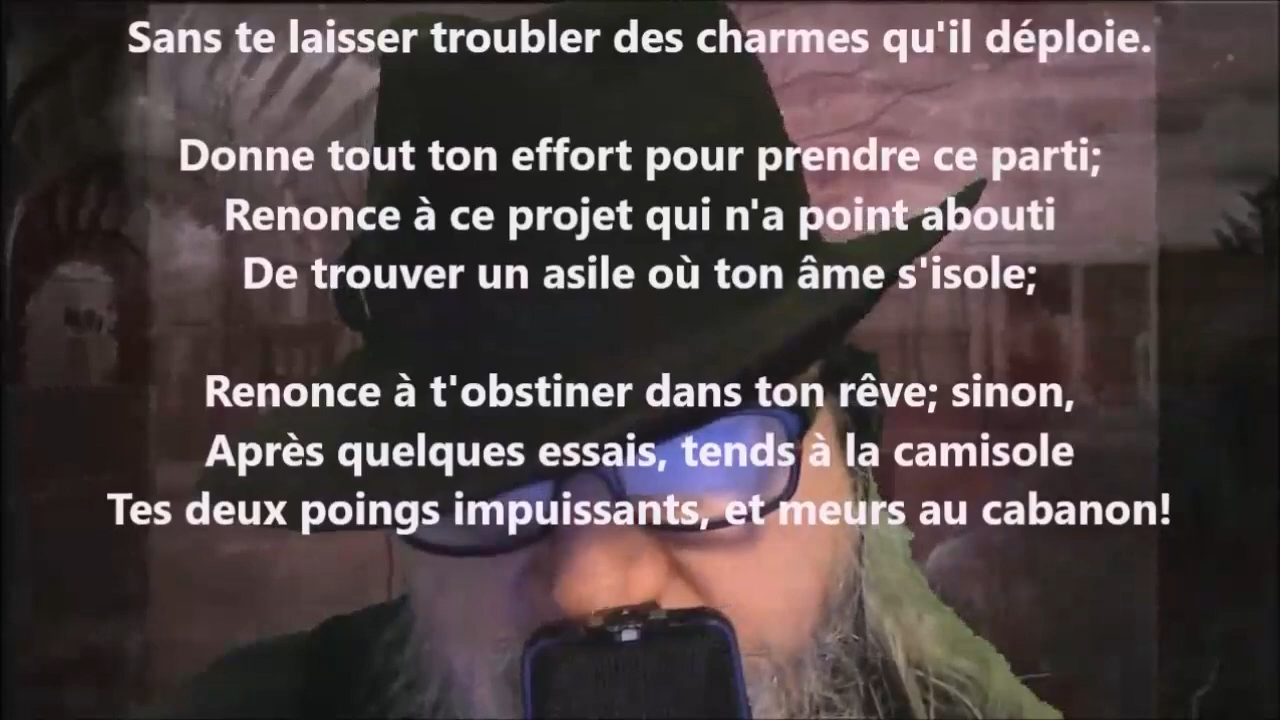 Sans te laisser troubler des charmes qu'il déploie.
Donne tout ton effort pour prendre ce parti;
Renonce à ce projet qui n'a point abouti
De trouver un asile où ton âme s'isole;
Renonce à t'obstiner dans ton rêve; sinon,
Après quelques essais, tends à la camisole
Tes deux poings impuissants, et meurs au cabanon!